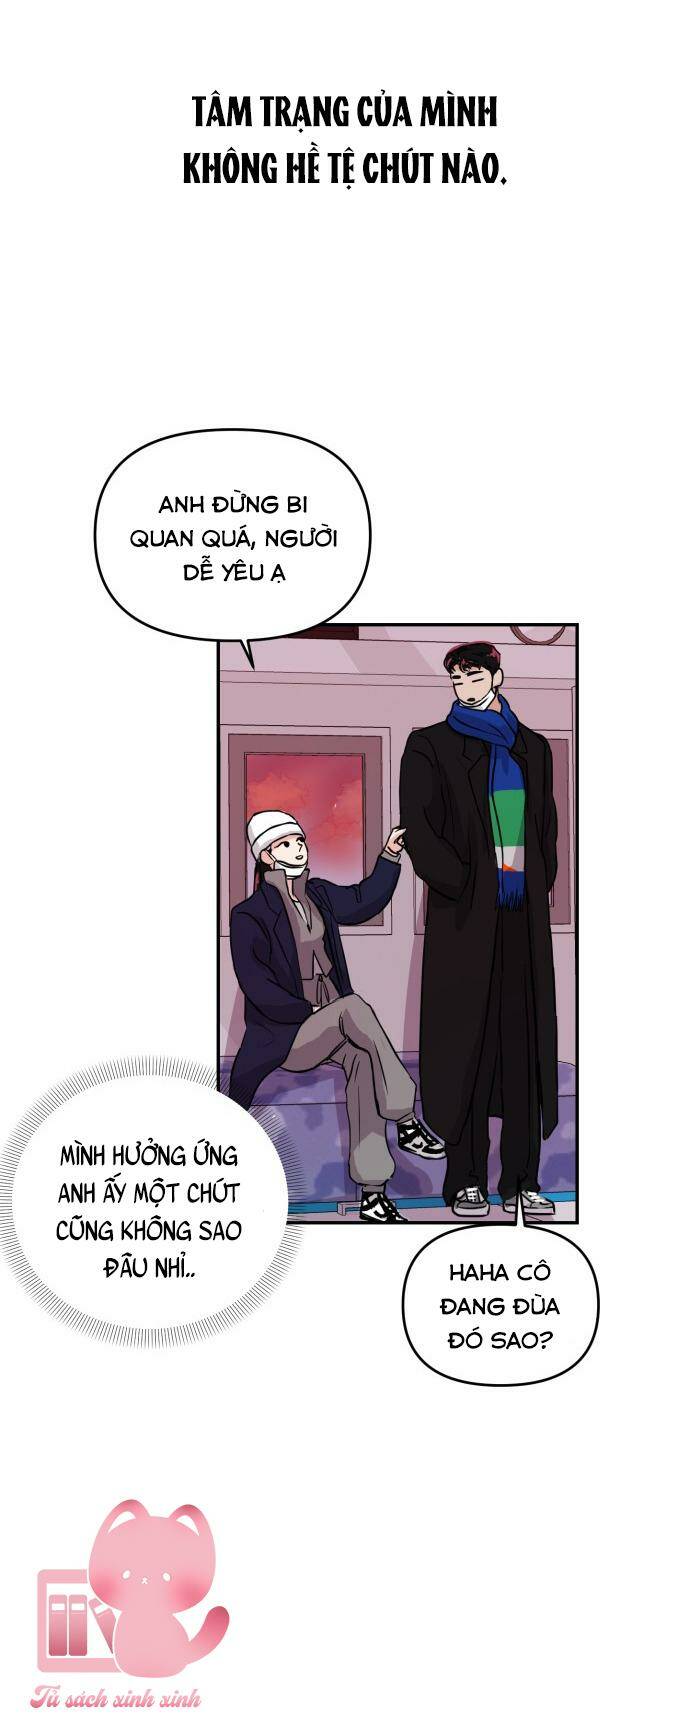 TÂM TRẠNG CỦA MÌNH
KHÔNG HỀ TỆ CHÚT NÀO.
ANH ĐỪNG BI
QUAN QUÁ, NGƯỜI
DỄ YÊU Ạ
MÌNH HƯỞNG ỨNG
ANH ẤY MỘT CHÚT
CŨNG KHÔNG SAO
ĐÂU NHỈ..
HAHA CÔ
ĐANG ĐÙA
ĐÓ SAO?
Tủ sách xinh xinh